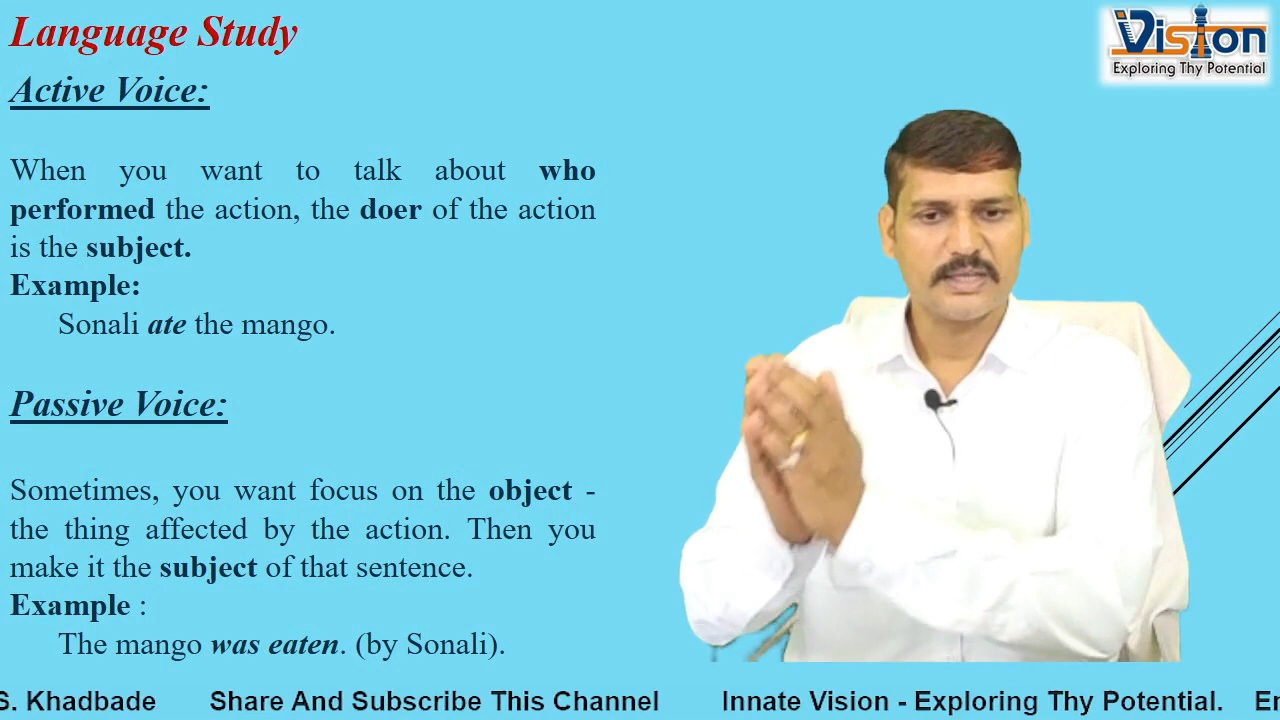 Language Study
Active Voice:
When you want to talk about who
performed the action, the doer of the action
is the subject.
Example:
Sonali ate the mango.
Passive Voice:
Sometimes, you want focus on the object -
the thing affected by the action. Then you
make it the subject of that sentence.
Example :
The mango was eaten. (by Sonali).
Vision
Exploring Thy Potential
S. Khadbade Share And Subscribe This Channel Innate Vision - Exploring Thy Potential.